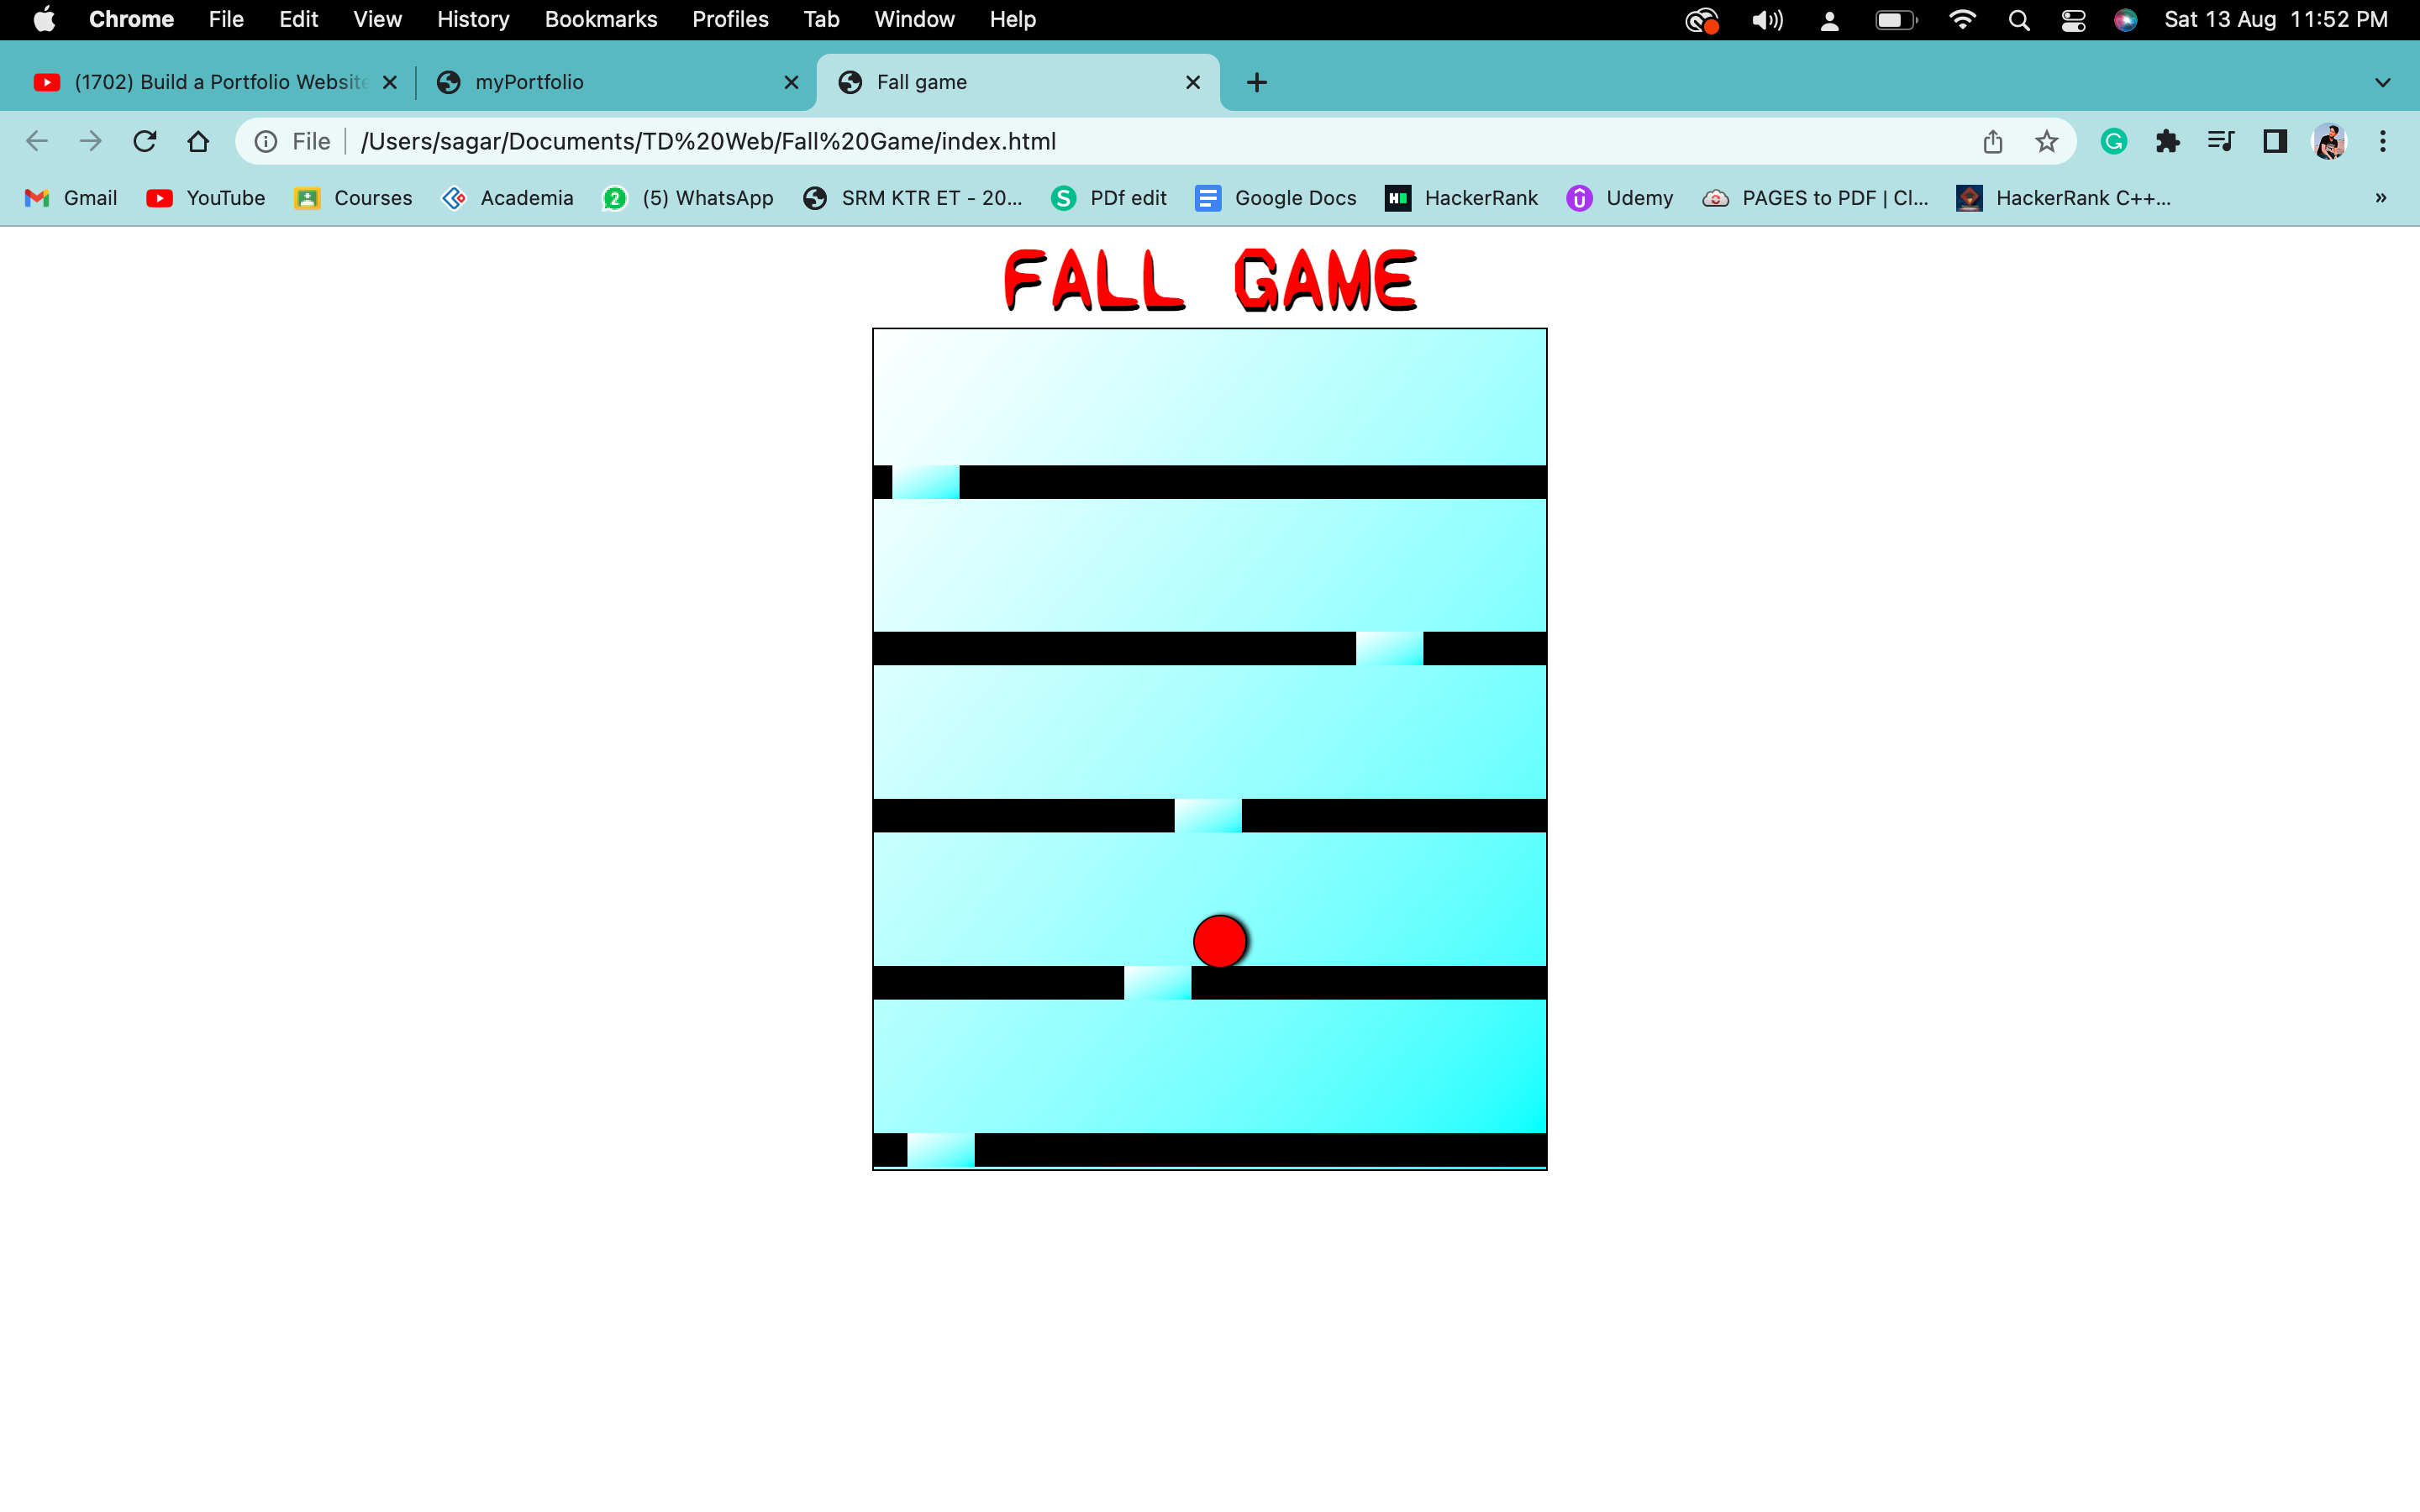 Chrome File Edit View History Bookmarks Profiles Tab Window Help Sat 13 Aug 11:52 PM
(1702) Build a Portfolio Website myPortfolio Fall game
File /Users/sagar/Documents/TD%20Web/Fall%20Game/index.html
Gmail YouTube Courses Academia 2 (5) WhatsApp SRM KTR ET - 20... S PDf edit Google Docs H HackerRank Udemy PAGES to PDF | Cl... HackerRank C++... »
FALL GAME